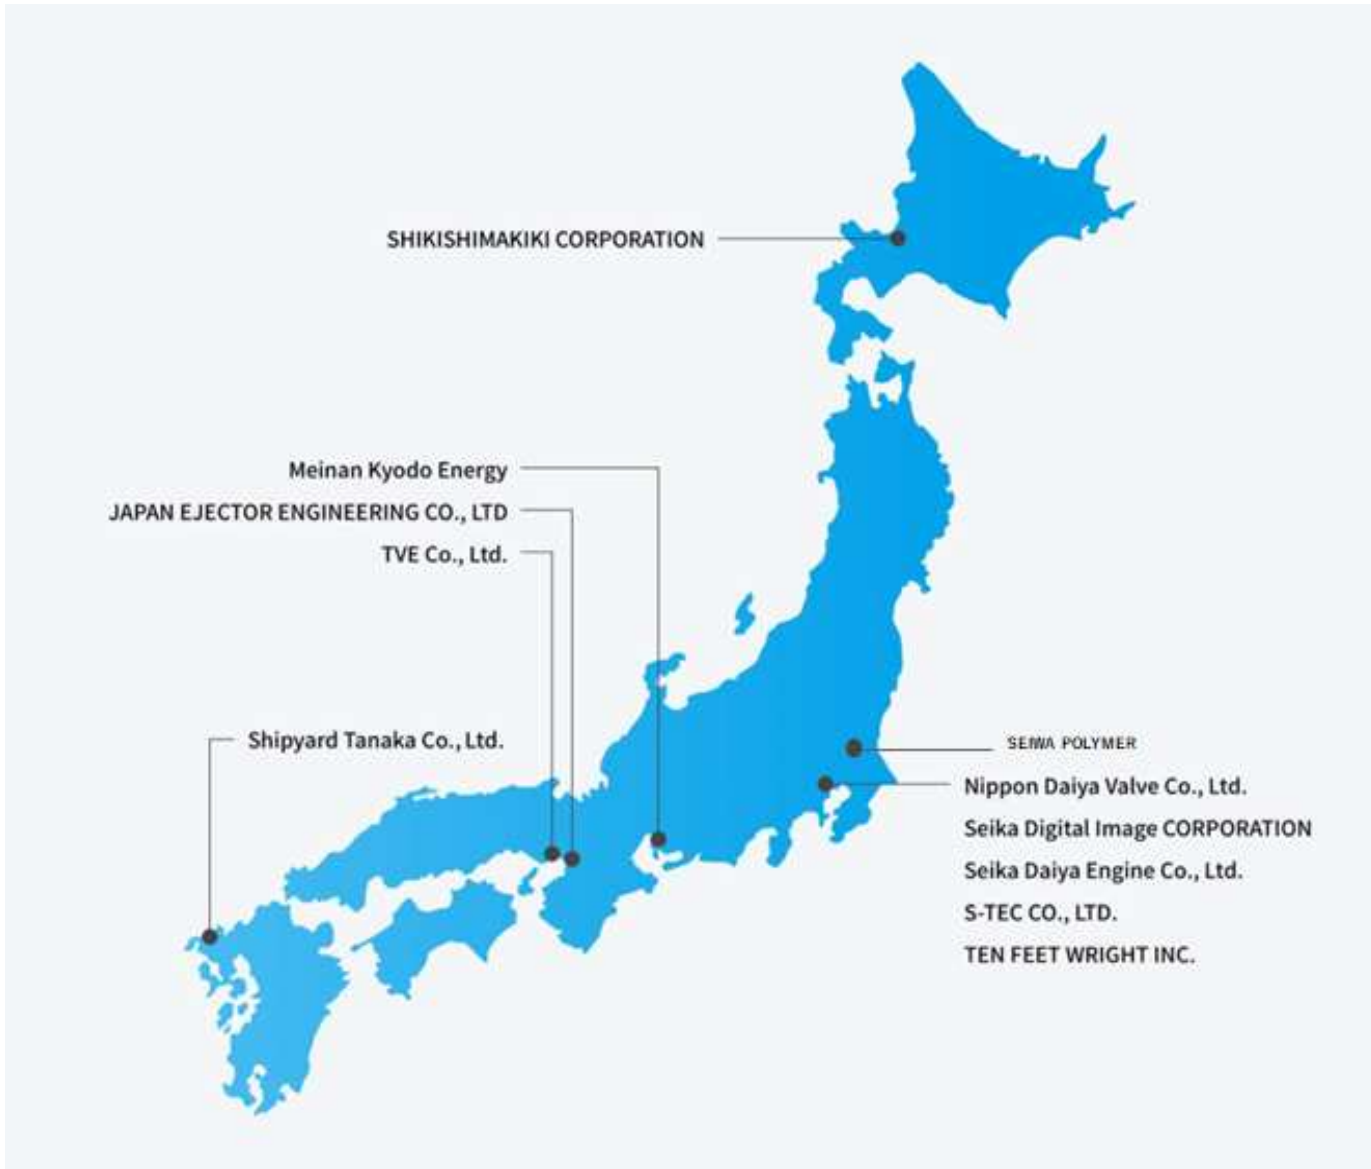 SHIKISHIMAKIKI CORPORATION
Meinan Kyodo Energy
JAPAN EJECTOR ENGINEERING CO., LTD
TVE Co., Ltd.
Shipyard Tanaka Co., Ltd.
SEIWA POLYMER
Nippon Daiya Valve Co., Ltd.
Seika Digital Image CORPORATION
Seika Daiya Engine Co., Ltd.
S-TEC CO., LTD.
TEN FEET WRIGHT INC.